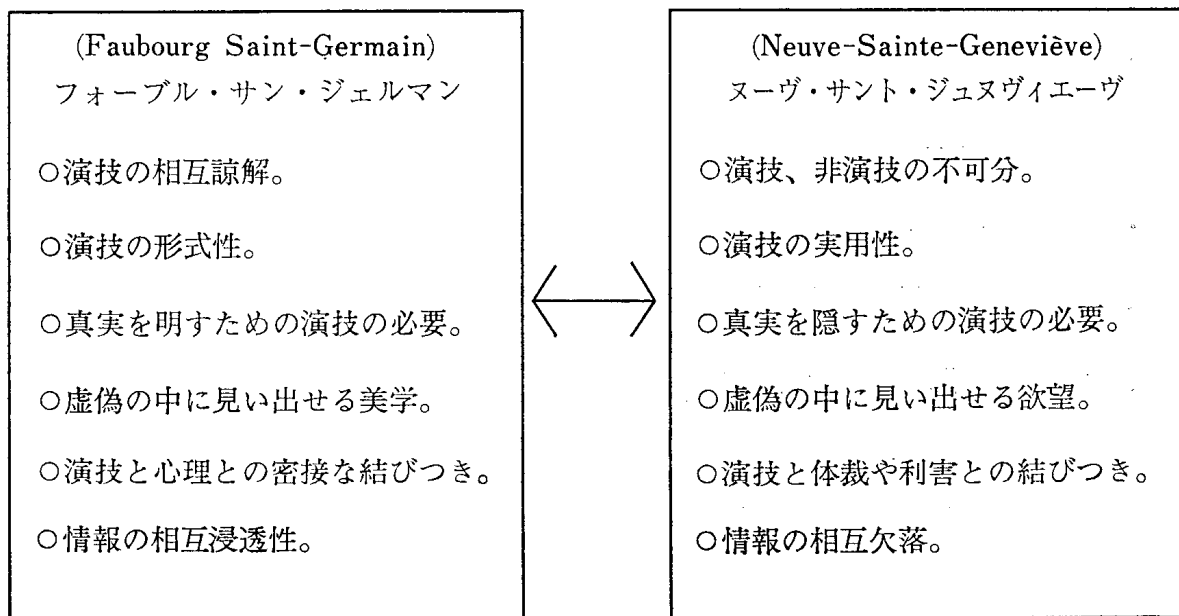 (Faubourg Saint-Germain)
フォーブル・サン・ジェルマン
○演技の相互諒解。
○演技の形式性。
○真実を明すための演技の必要。
○虚偽の中に見い出せる美学。
○演技と心理との密接な結びつき。
○情報の相互浸透性。
(Neuve-Sainte-Geneviève)
ヌーヴ・サント・ジュヌヴィエーヴ
○演技、非演技の不可分。
○演技の実用性。
○真実を隠すための演技の必要。
○虚偽の中に見い出せる欲望。
○演技と体裁や利害との結びつき。
○情報の相互欠落。